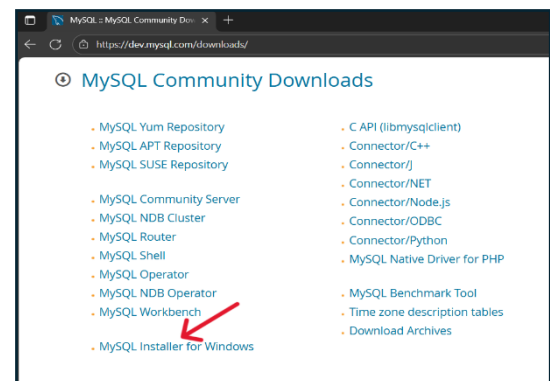 MySQL :: MySQL Community Dow
https://dev.mysql.com/downloads/
MySQL Community Downloads
MySQL Yum Repository
MySQL APT Repository
MySQL SUSE Repository
MySQL Community Server
MySQL NDB Cluster
MySQL Router
MySQL Shell
MySQL Operator
MySQL NDB Operator
MySQL Workbench
MySQL Installer for Windows
C API (libmysqlclient)
Connector/C++
Connector/J
Connector/NET
Connector/Node.js
Connector/ODBC
Connector/Python
MySQL Native Driver for PHP
MySQL Benchmark Tool
Time zone description tables
Download Archives